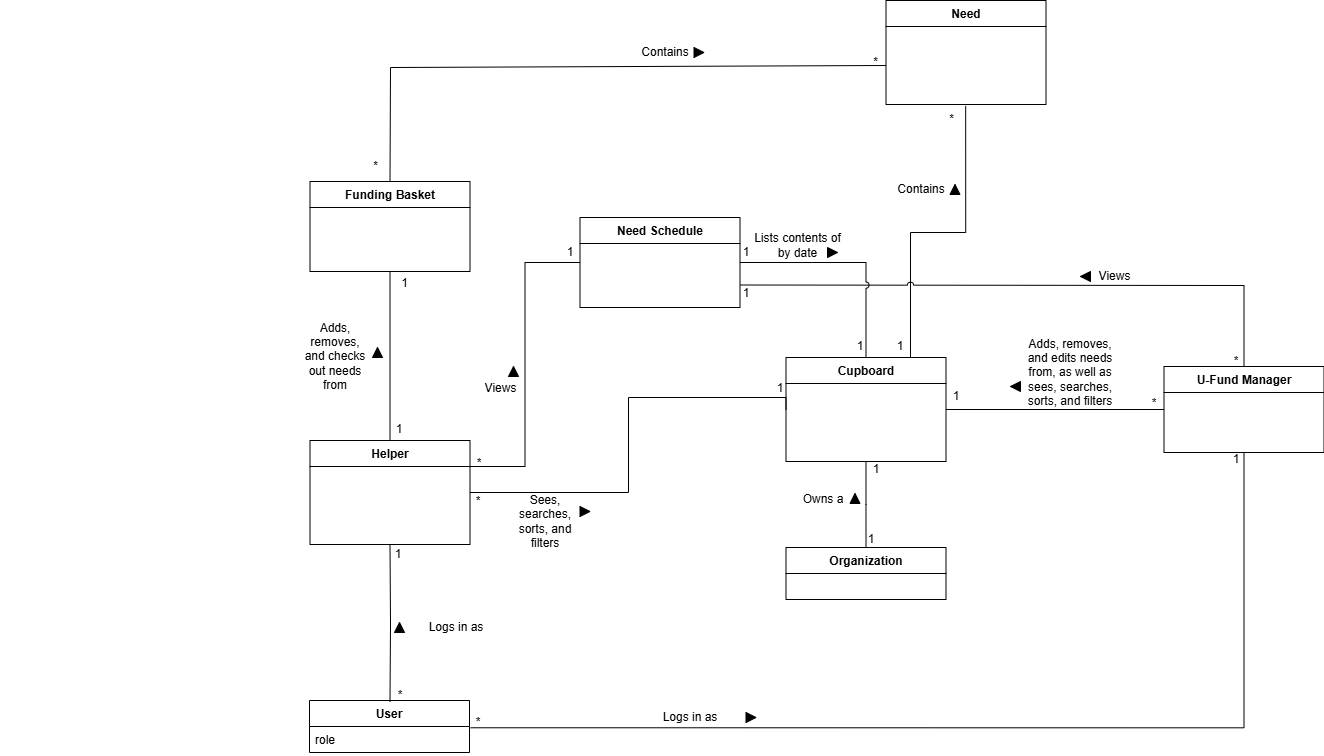 Need
Contains
*
*
*
Funding Basket
Contains
Need Schedule
Lists contents of
by date
1
1
1
1
Views
Adds,
removes,
and checks
out needs
from
Views
1
1
1
Cupboard
Adds, removes,
and edits needs
from, as well as
sees, searches,
sorts, and filters
*
U-Fund Manager
1
1
*
1
Helper
*
*
Sees,
searches,
sorts, and
filters
1
1
Owns a
1
Organization
1
Logs in as
*
User
role
*
Logs in as